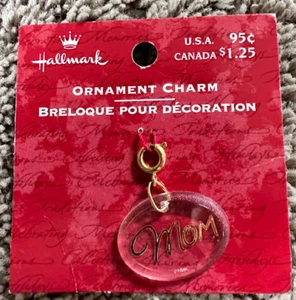 Hallmark
U.S.A. 95¢
CANADA $1.25
ORNAMENT CHARM
BRELOQUE POUR DÉCORATION
Mom